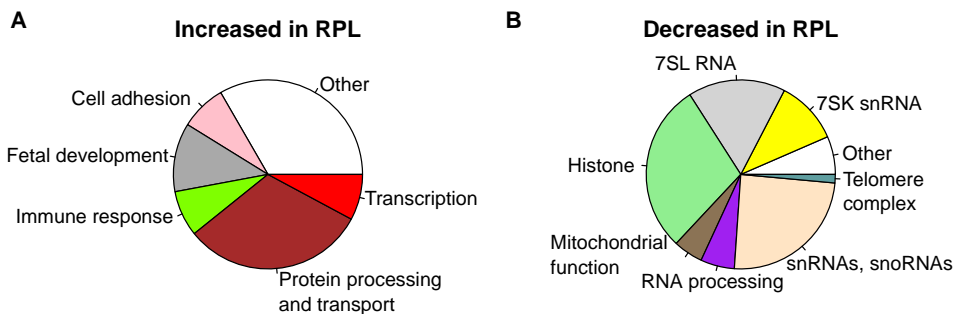 A
Increased in RPL
Other
Cell adhesion
Fetal development
Immune response
Transcription
Protein processing
and transport
B
Decreased in RPL
7SL RNA
7SK snRNA
Other
Histone
Telomere
complex
Mitochondrial
function
snRNAs, snoRNAs
RNA processing